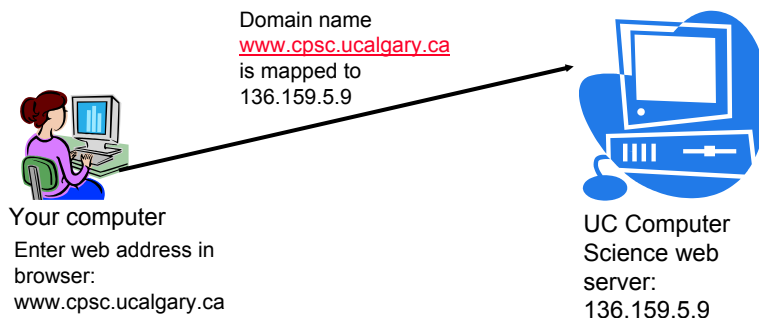 Domain name
www.cpsc.ucalgary.ca
is mapped to
136.159.5.9
Your computer
Enter web address in
browser:
www.cpsc.ucalgary.ca
UC Computer
Science web
server:
136.159.5.9